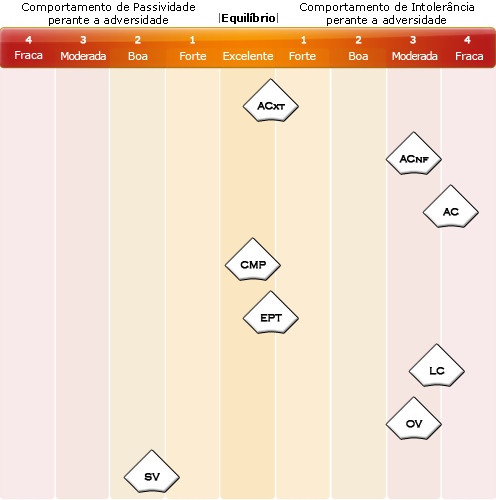 Comportamento de Passividade
perante a adversidade
|Equilíbrio|
Comportamento de Intolerância
perante a adversidade
4 3 2 1 1 2 3 4
Fraca Moderada Boa Forte Excelente Forte Boa Moderada Fraca
ACXT
ACNF
AC
CMP
EPT
LC
OV
SV